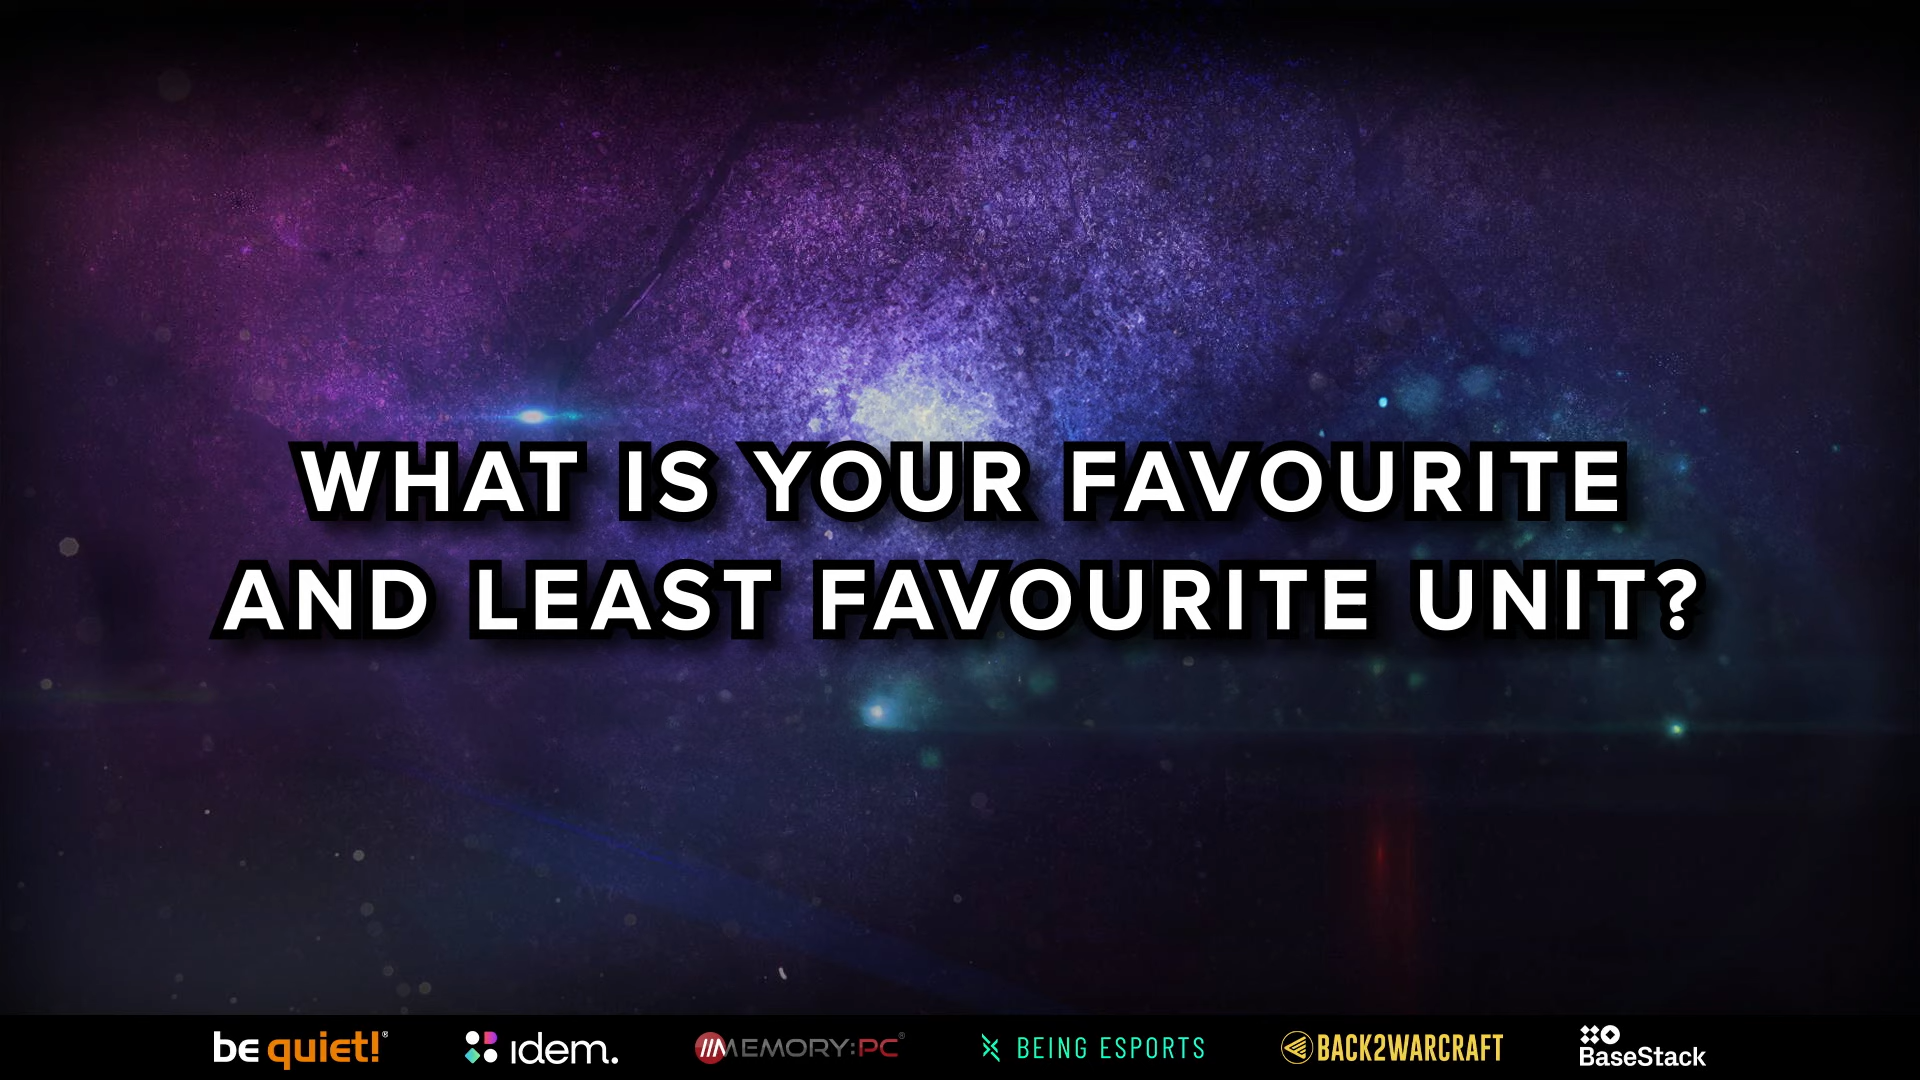 WHAT IS YOUR FAVOURITE
AND LEAST FAVOURITE UNIT?
be quiet!® idem. MEMORY:PC® BEING ESPORTS BACK2WARCRAFT BaseStack